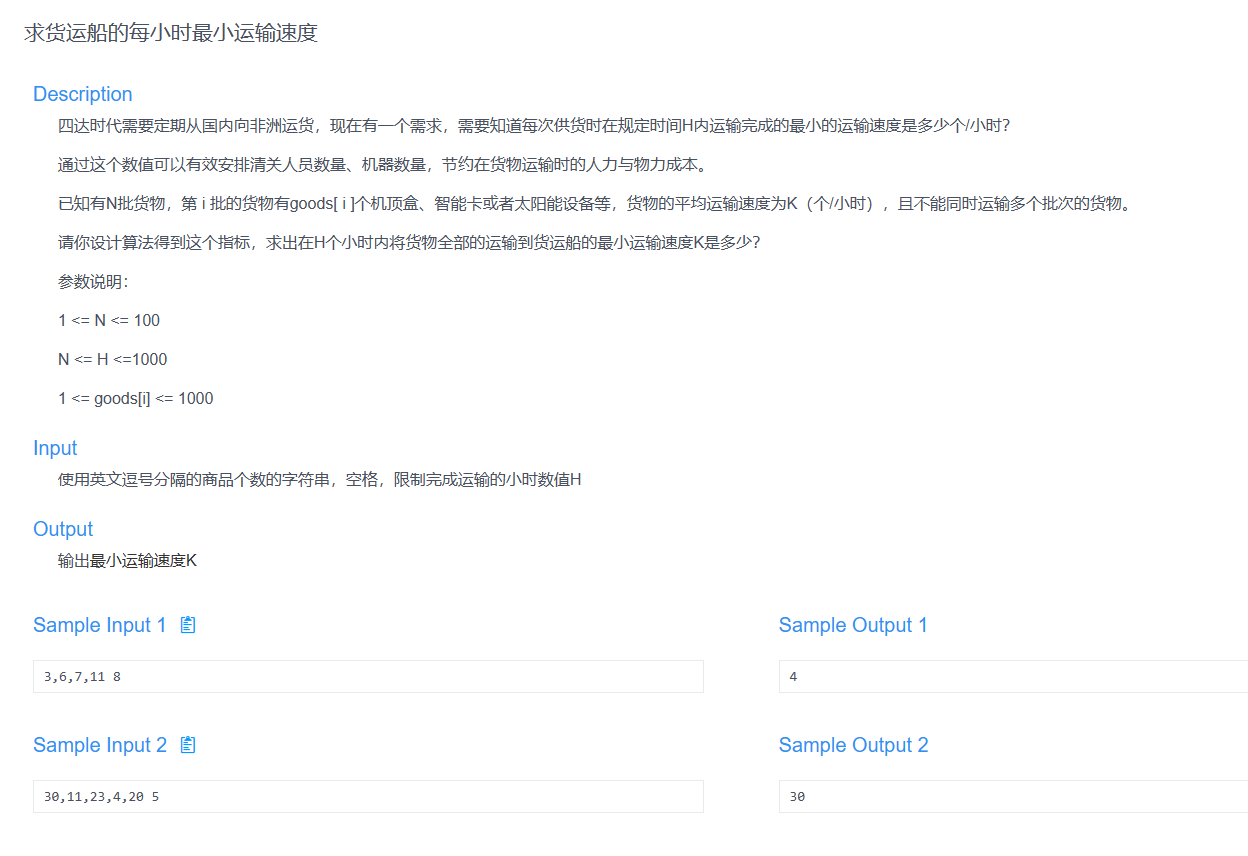 求货运船的每小时最小运输速度
Description
四达时代需要定期从国内向非洲运货，现在有一个需求，需要知道每次供货时在规定时间H内运输完成的最小的运输速度是多少个/小时？
通过这个数值可以有效安排清关人员数量、机器数量，节约在货物运输时的人力与物力成本。
已知有N批货物，第 i 批的货物有goods[ i ]个机顶盒、智能卡或者太阳能设备等，货物的平均运输速度为K（个/小时），且不能同时运输多个批次的货物。
请你设计算法得到这个指标，求出在H个小时内将货物全部的运输到货运船的最小运输速度K是多少？
参数说明：
1 <= N <= 100
N <= H <=1000
1 <= goods[i] <= 1000
Input
使用英文逗号分隔的商品个数的字符串，空格，限制完成运输的小时数值H
Output
输出最小运输速度K
Sample Input 1
Sample Output 1
3,6,7,11 8
4
Sample Input 2
Sample Output 2
30,11,23,4,20 5
30